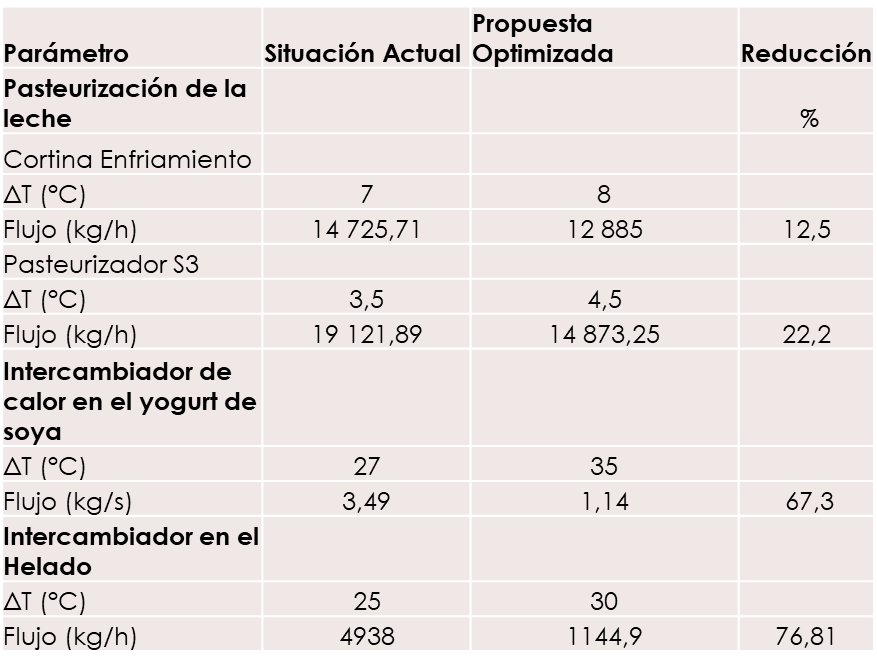 Parámetro Situación Actual Propuesta Optimizada Reducción
Pasteurización de la leche %
Cortina Enfriamiento
ΔT (°C) 7 8
Flujo (kg/h) 14 725,71 12 885 12,5
Pasteurizador S3
ΔT (°C) 3,5 4,5
Flujo (kg/h) 19 121,89 14 873,25 22,2
Intercambiador de
calor en el yogurt de
soya
ΔT (°C) 27 35
Flujo (kg/s) 3,49 1,14 67,3
Intercambiador en el
Helado
ΔT (°C) 25 30
Flujo (kg/h) 4938 1144,9 76,81